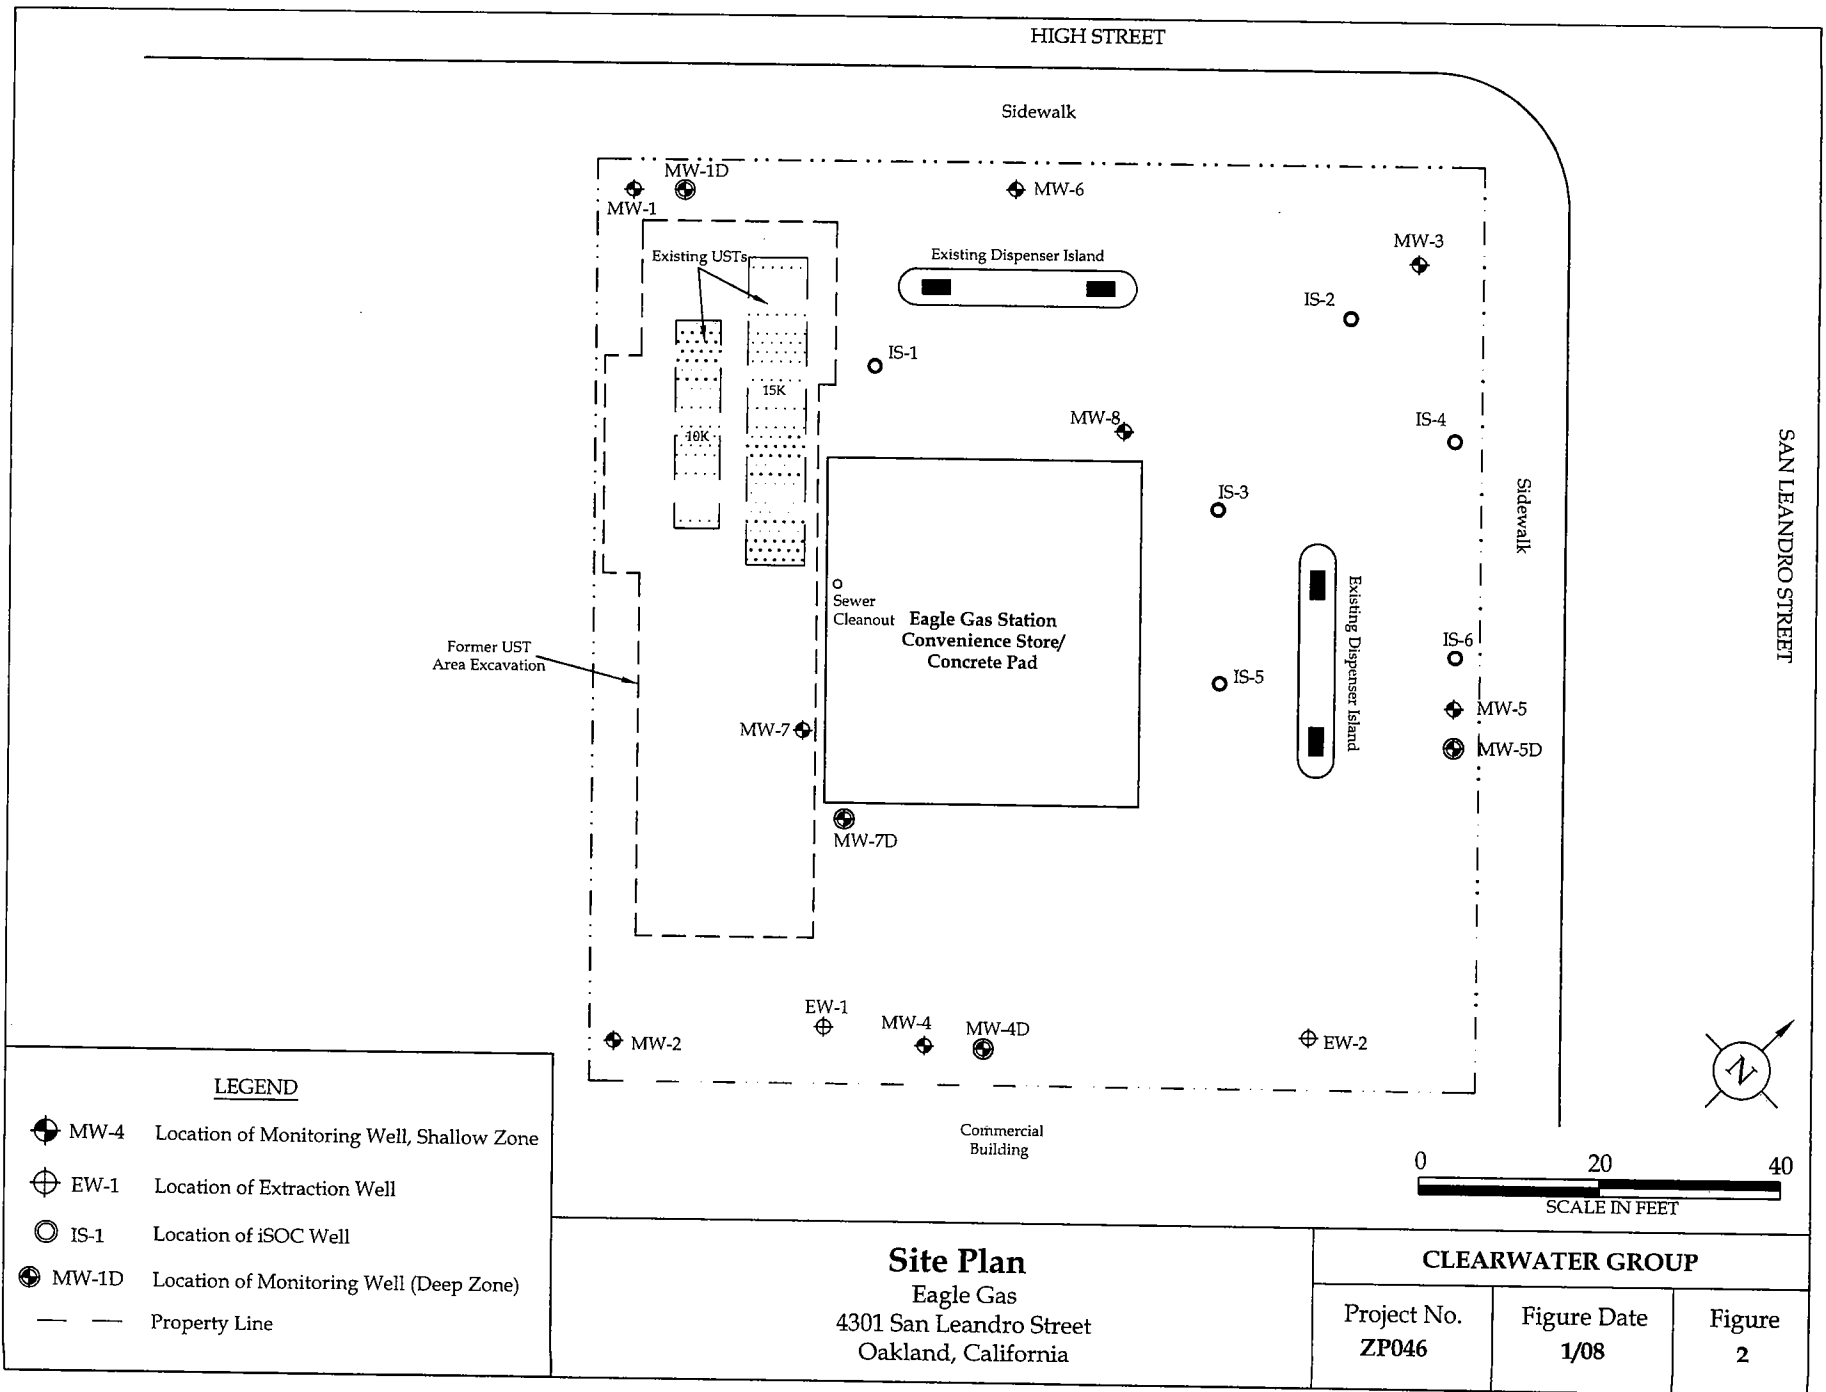 HIGH STREET
Sidewalk
MW-1D
MW-1
MW-6
MW-3
Existing USTs
Existing Dispenser Island
IS-2
IS-1
15K
10K
MW-8
IS-4
IS-3
Sidewalk
SAN LEANDRO STREET
Sewer
Cleanout
Eagle Gas Station
Convenience Store/
Concrete Pad
Existing Dispenser Island
Former UST
Area Excavation
IS-6
IS-5
MW-5
MW-7
MW-5D
MW-7D
EW-1
MW-4
MW-4D
MW-2
EW-2
N
Commercial
Building
0 20 40
SCALE IN FEET
LEGEND
MW-4 Location of Monitoring Well, Shallow Zone
EW-1 Location of Extraction Well
IS-1 Location of iSOC Well
MW-1D Location of Monitoring Well (Deep Zone)
Property Line
Site Plan
Eagle Gas
4301 San Leandro Street
Oakland, California
CLEARWATER GROUP
Project No.
ZP046
Figure Date
1/08
Figure
2